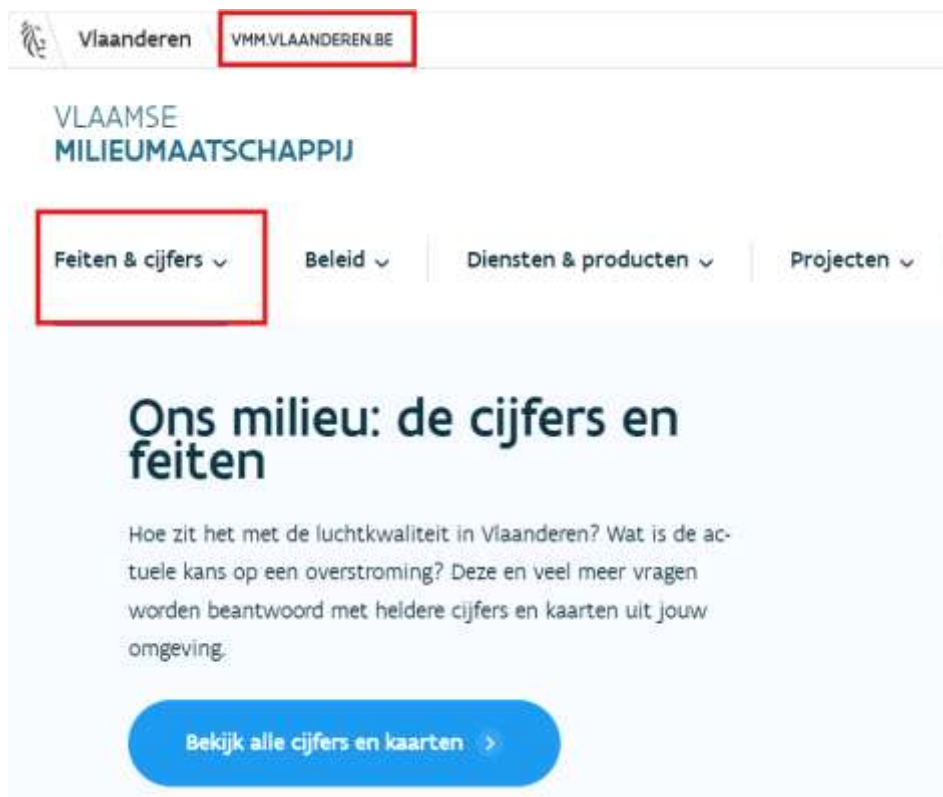 Vlaanderen VMM.VLAANDEREN.BE
VLAAMSE
MILIEUMAATSCHAPPIJ
Feiten & cijfers Beleid Diensten & producten Projecten
Ons milieu: de cijfers en
feiten
Hoe zit het met de luchtkwaliteit in Vlaanderen? Wat is de ac-
tuele kans op een overstroming? Deze en veel meer vragen
worden beantwoord met heldere cijfers en kaarten uit jouw
omgeving.
Bekijk alle cijfers en kaarten